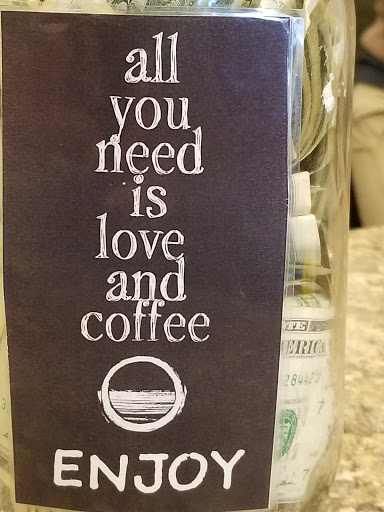 all
you
need
is
love
and
coffee
ENJOY